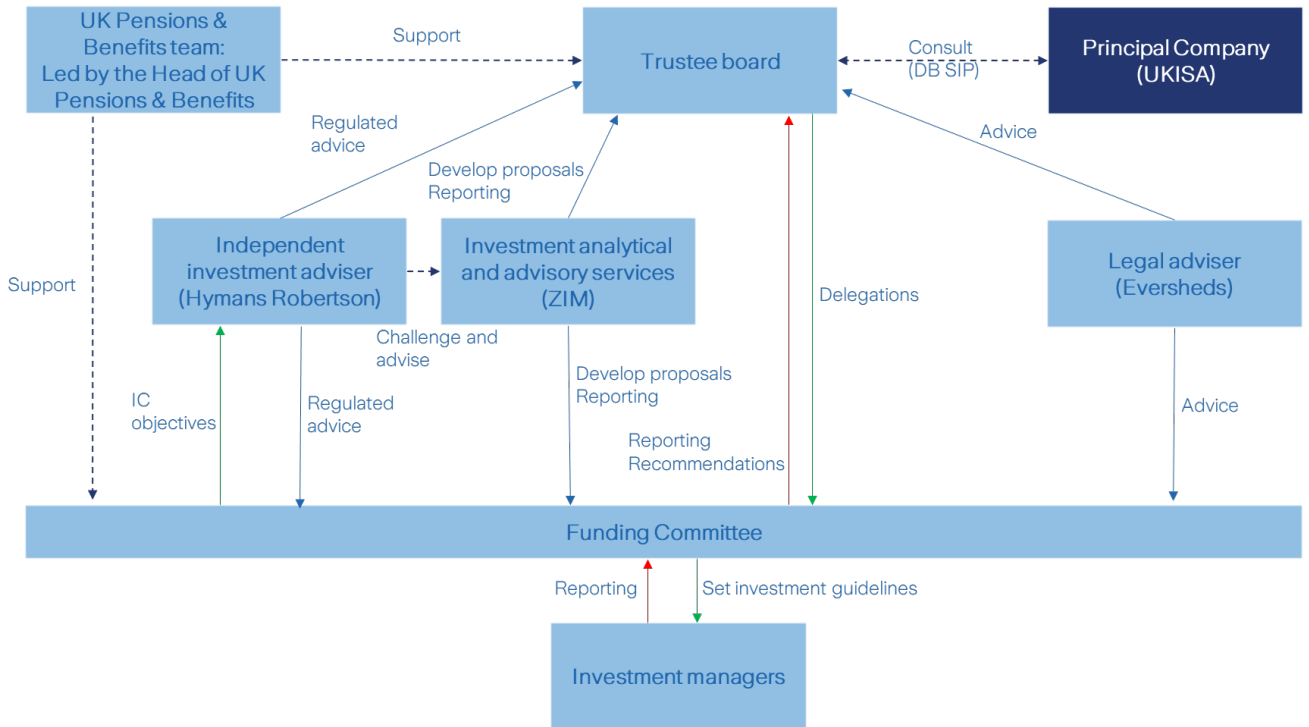 UK Pensions &
Benefits team:
Led by the Head of UK
Pensions & Benefits
Support
Trustee board
Consult
(DB SIP)
Principal Company
(UKISA)
Regulated
advice
Develop proposals
Reporting
Advice
Support
Independent
investment adviser
(Hymans Robertson)
Investment analytical
and advisory services
(ZIM)
Delegations
Legal adviser
(Eversheds)
Challenge and
advise
IC
objectives
Regulated
advice
Develop proposals
Reporting
Reporting
Recommendations
Advice
Funding Committee
Reporting
Set investment guidelines
Investment managers